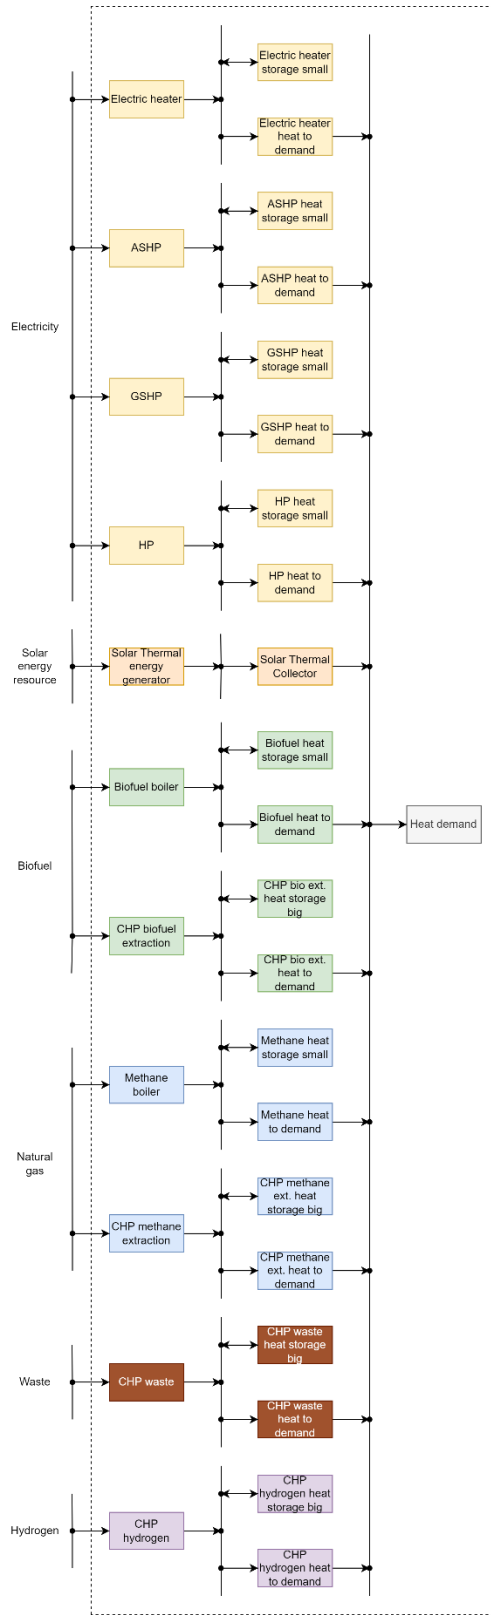 Electric heater
storage small
Electric heater
Electric heater
heat to
demand
ASHP heat
storage small
ASHP
ASHP heat to
demand
Electricity
GSHP heat
storage small
GSHP
GSHP heat to
demand
HP heat
storage small
HP
HP heat to
demand
Solar
energy
resource
Solar Thermal
energy
generator
Solar Thermal
Collector
Biofuel heat
storage small
Biofuel boiler
Biofuel heat to
demand
Heat demand
Biofuel
CHP bio ext.
heat storage
big
CHP biofuel
extraction
CHP bio ext.
heat to
demand
Methane heat
storage small
Methane
boiler
Methane heat
to demand
Natural
gas
CHP methane
ext. heat
storage big
CHP methane
extraction
CHP methane
ext. heat to
demand
CHP waste
heat storage
big
Waste
CHP waste
CHP waste
heat to
demand
CHP
hydrogen heat
storage big
Hydrogen
CHP
hydrogen
CHP
hydrogen heat
to demand